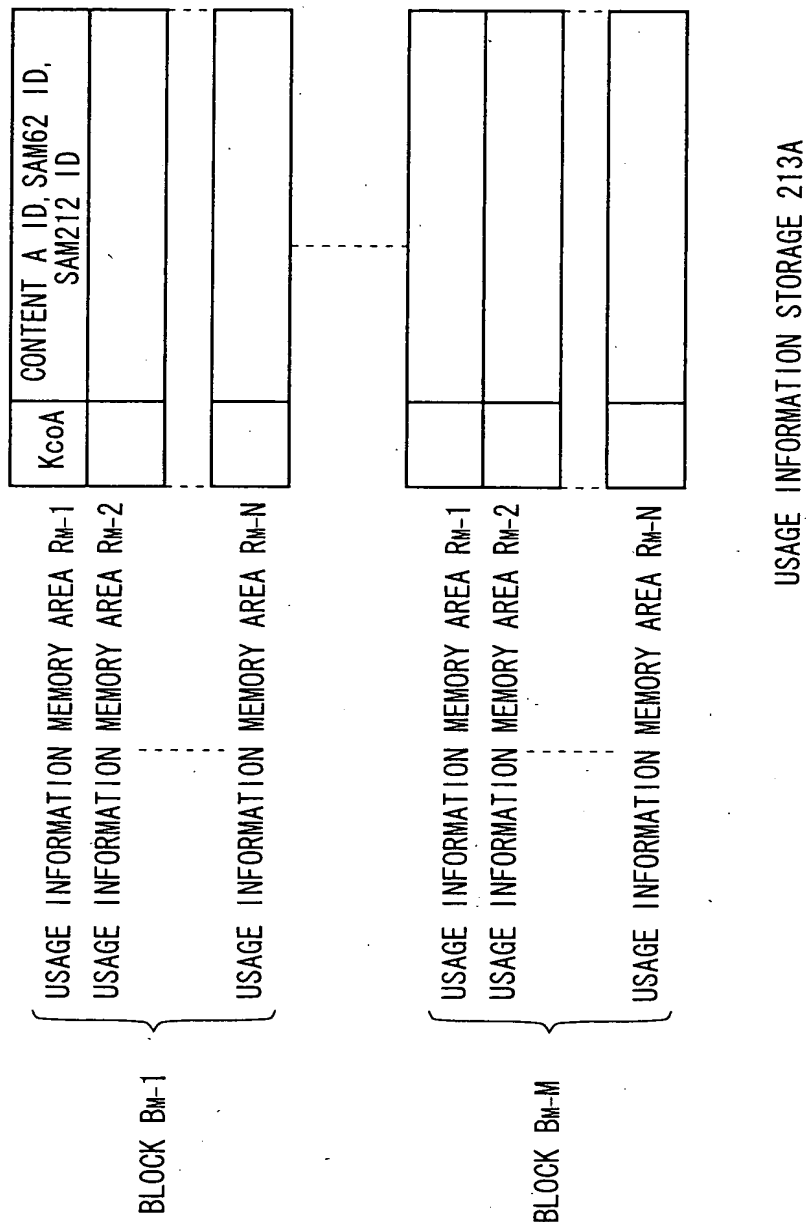 BLOCK BM-1
USAGE INFORMATION MEMORY AREA RM-1
KcoA
CONTENT A ID, SAM62 ID,
SAM212 ID
USAGE INFORMATION MEMORY AREA RM-2
USAGE INFORMATION MEMORY AREA RM-N
BLOCK BM-M
USAGE INFORMATION MEMORY AREA RM-1
USAGE INFORMATION MEMORY AREA RM-2
USAGE INFORMATION MEMORY AREA RM-N
USAGE INFORMATION STORAGE 213A